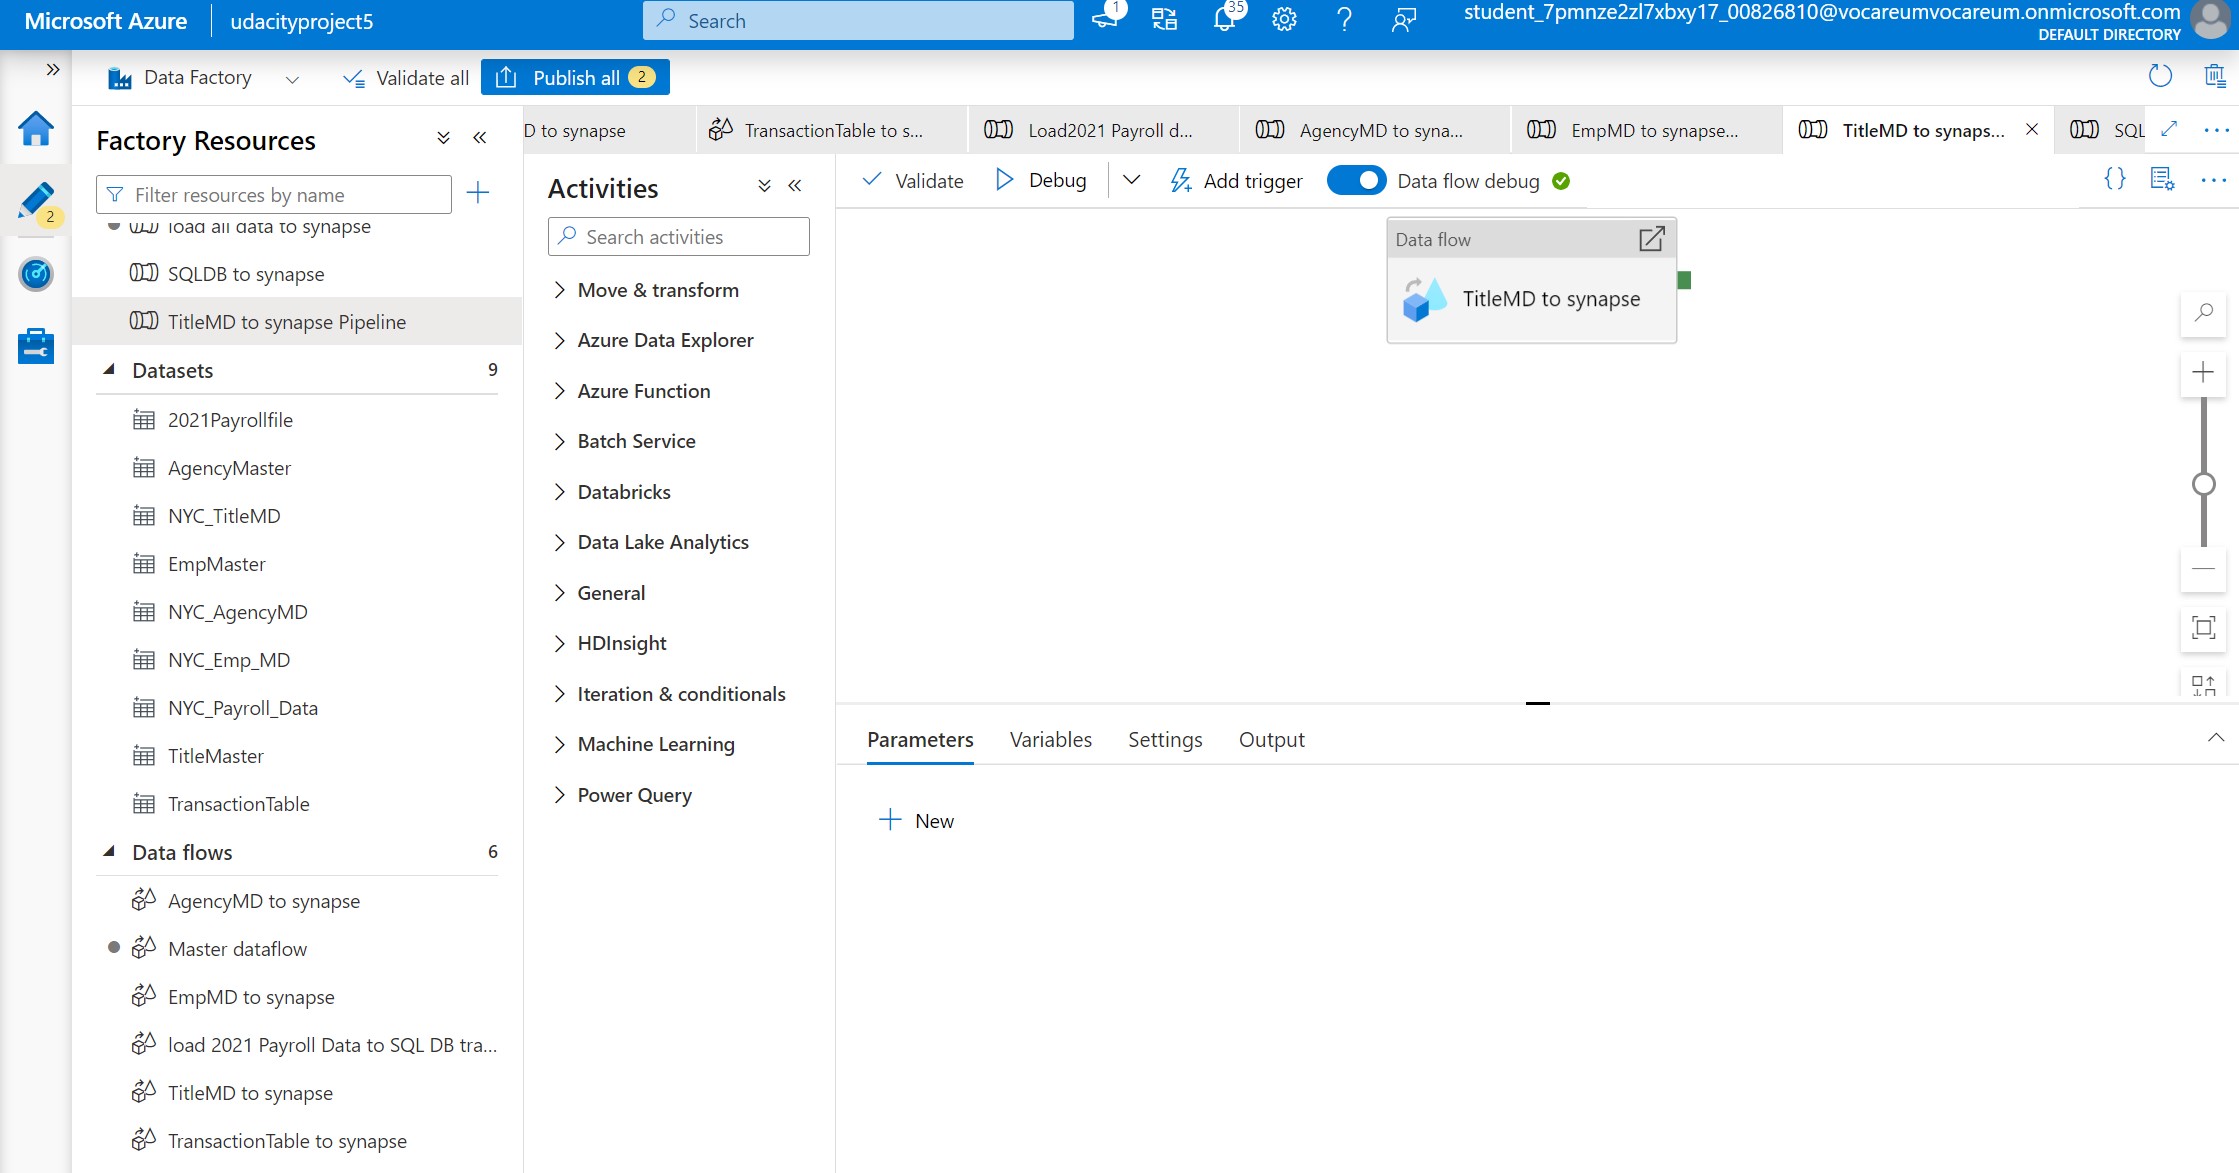 Microsoft Azure
udacityproject5
Search
1
35
student_7pmnze2zl7xbxy17_00826810@vocareumvocareum.onmicrosoft.com
DEFAULT DIRECTORY
Data Factory
Validate all
Publish all 2
2
Factory Resources
Filter resources by name
load all data to synapse
SQLDB to synapse
TitleMD to synapse Pipeline
Datasets 9
2021Payrollfile
AgencyMaster
NYC_TitleMD
EmpMaster
NYC_AgencyMD
NYC_Emp_MD
NYC_Payroll_Data
TitleMaster
TransactionTable
Data flows 6
AgencyMD to synapse
Master dataflow
EmpMD to synapse
load 2021 Payroll Data to SQL DB tra...
TitleMD to synapse
TransactionTable to synapse
D to synapse
TransactionTable to s...
Load2021 Payroll d...
AgencyMD to syna...
EmpMD to synapse...
TitleMD to synaps...
SQL
Activities
Search activities
Move & transform
Azure Data Explorer
Azure Function
Batch Service
Databricks
Data Lake Analytics
General
HDInsight
Iteration & conditionals
Machine Learning
Power Query
Validate
Debug
Add trigger
Data flow debug
Data flow
TitleMD to synapse
Parameters
Variables
Settings
Output
New